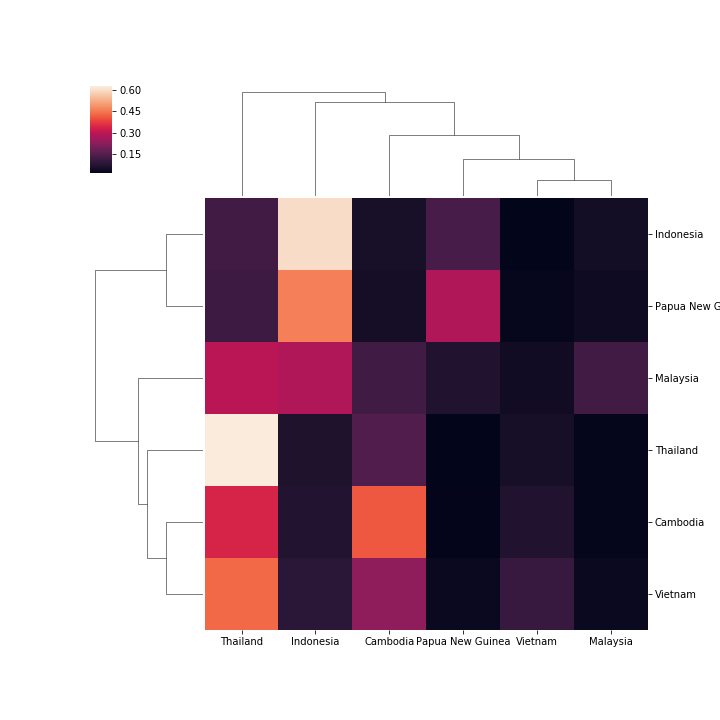 0.60
0.45
0.30
0.15
Indonesia
Papua New G
Malaysia
Thailand
Cambodia
Vietnam
Thailand Indonesia Cambodia Papua New Guinea Vietnam Malaysia